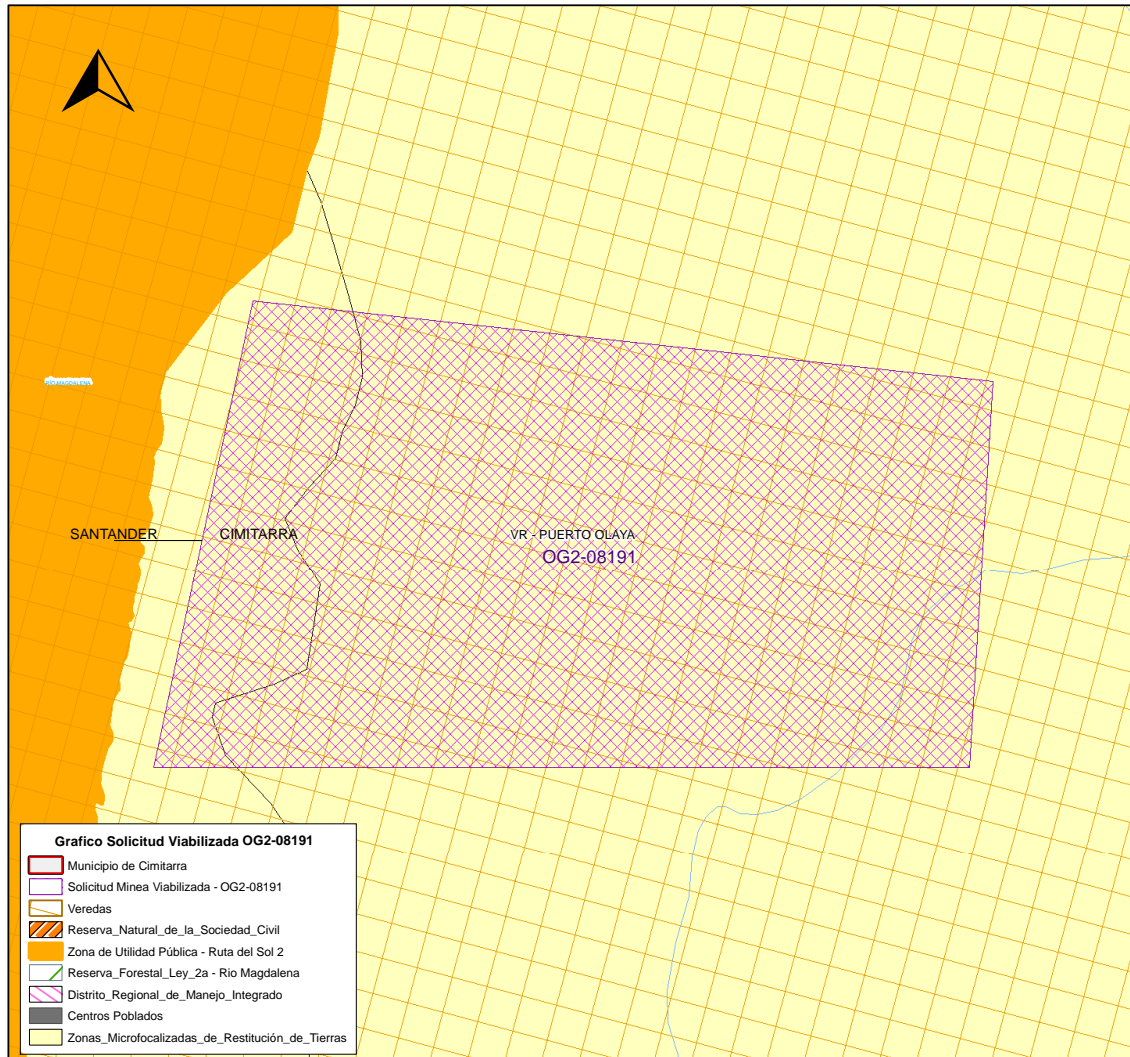 RÍO MAGDALENA
SANTANDER
CIMITARRA
VR - PUERTO OLAYA
OG2-08191
Grafico Solicitud Viabilizada OG2-08191
Municipio de Cimitarra
Solicitud Minea Viabilizada - OG2-08191
Veredas
Reserva_Natural_de_la_Sociedad_Civil
Zona de Utilidad Pública - Ruta del Sol 2
Reserva_Forestal_Ley_2a - Rio Magdalena
Distrito_Regional_de_Manejo_Integrado
Centros Poblados
Zonas_Microfocalizadas_de_Restitución_de_Tierras